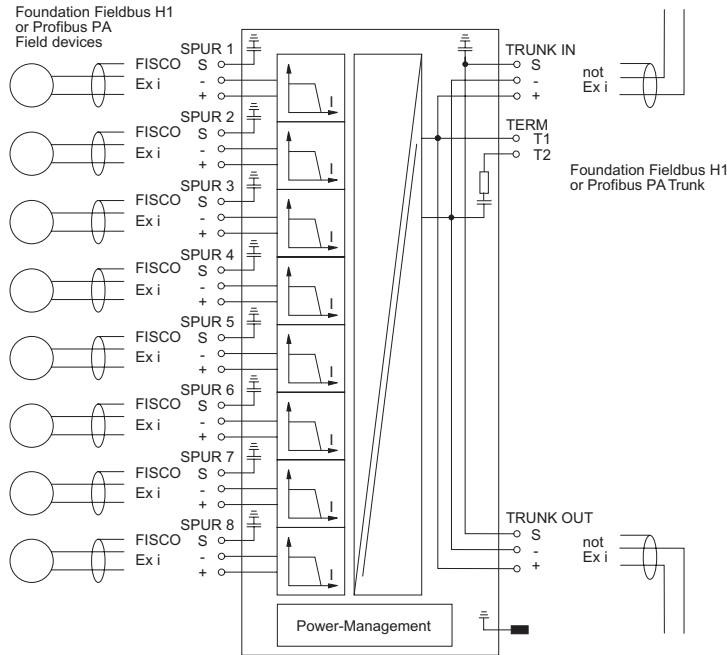 Foundation Fieldbus H1
or Profibus PA
Field devices
SPUR 1
FISCO S
Ex i -
+
I
SPUR 2
FISCO S
Ex i -
+
I
SPUR 3
FISCO S
Ex i -
+
I
SPUR 4
FISCO S
Ex i -
+
I
SPUR 5
FISCO S
Ex i -
+
I
SPUR 6
FISCO S
Ex i -
+
I
SPUR 7
FISCO S
Ex i -
+
I
SPUR 8
FISCO S
Ex i -
+
I
Power-Management
TRUNK IN
S
-
+
not
Ex i
TERM
T1
T2
Foundation Fieldbus H1
or Profibus PA Trunk
TRUNK OUT
S
-
+
not
Ex i